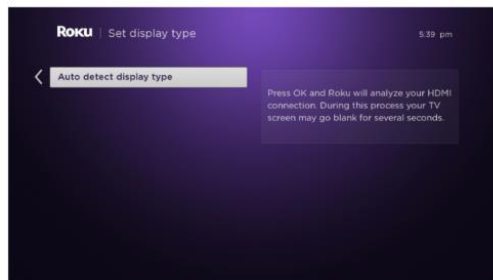 Roku | Set display type
5:39 pm
Auto detect display type
Press OK and Roku will analyze your HDMI
connection. During this process your TV
screen may go blank for several seconds.